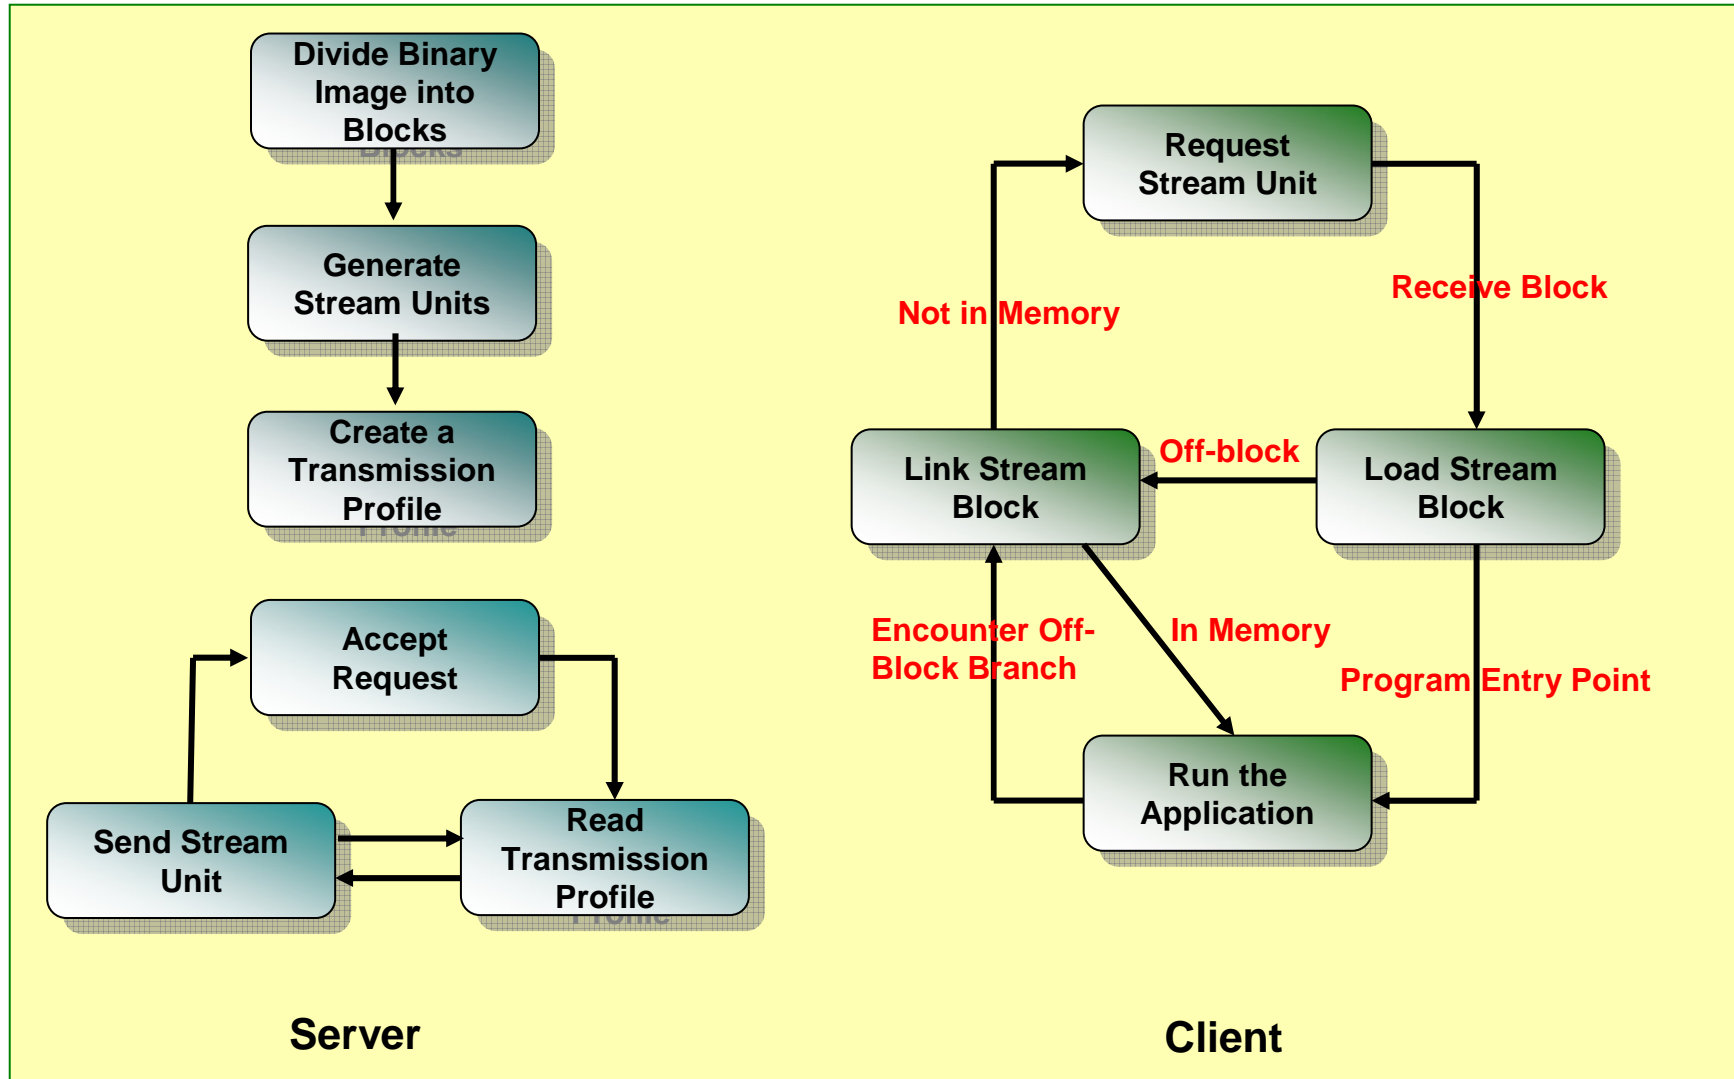 Divide Binary
Image into
Blocks
Generate
Stream Units
Create a
Transmission
Profile
Accept
Request
Send Stream
Unit
Read
Transmission
Profile
Server
Request
Stream Unit
Not in Memory
Receive Block
Link Stream
Block
Off-block
Load Stream
Block
Encounter Off-
Block Branch
In Memory
Program Entry Point
Run the
Application
Client